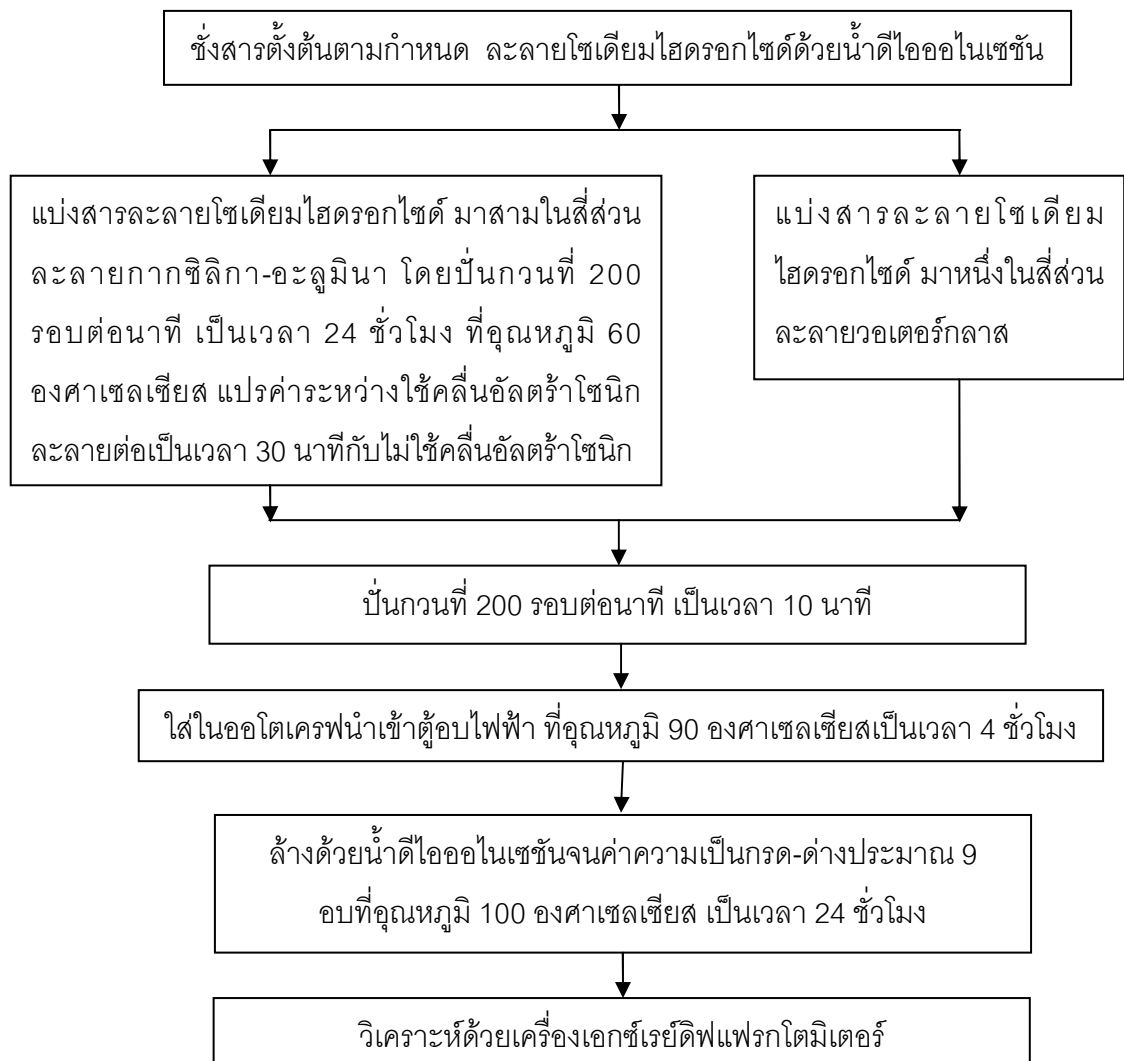 ชั่งสารตั้งต้นตามกำหนด ละลายโซเดียมไฮดรอกไซด์ด้วยน้ำดีไอออไนเซชัน
แบ่งสารละลายโซเดียมไฮดรอกไซด์ มาสามในสี่ส่วน
ละลายกากซิลิกา-อะลูมินา โดยปั่นกวนที่ 200
รอบต่อนาที เป็นเวลา 24 ชั่วโมง ที่อุณหภูมิ 60
องศาเซลเซียส แปรค่าระหว่างใช้คลื่นอัลตร้าโซนิก
ละลายต่อเป็นเวลา 30 นาทีกับไม่ใช้คลื่นอัลตร้าโซนิก
แบ่งสารละลายโซเดียม
ไฮดรอกไซด์ มาหนึ่งในสี่ส่วน
ละลายวอเตอร์กลาส
ปั่นกวนที่ 200 รอบต่อนาที เป็นเวลา 10 นาที
ใส่ในออโตเครฟนำเข้าตู้อบไฟฟ้า ที่อุณหภูมิ 90 องศาเซลเซียสเป็นเวลา 4 ชั่วโมง
ล้างด้วยน้ำดีไอออไนเซชันจนค่าความเป็นกรด-ด่างประมาณ 9
อบที่อุณหภูมิ 100 องศาเซลเซียส เป็นเวลา 24 ชั่วโมง
วิเคราะห์ด้วยเครื่องเอกซ์เรย์ดิฟแฟรกโตมิเตอร์